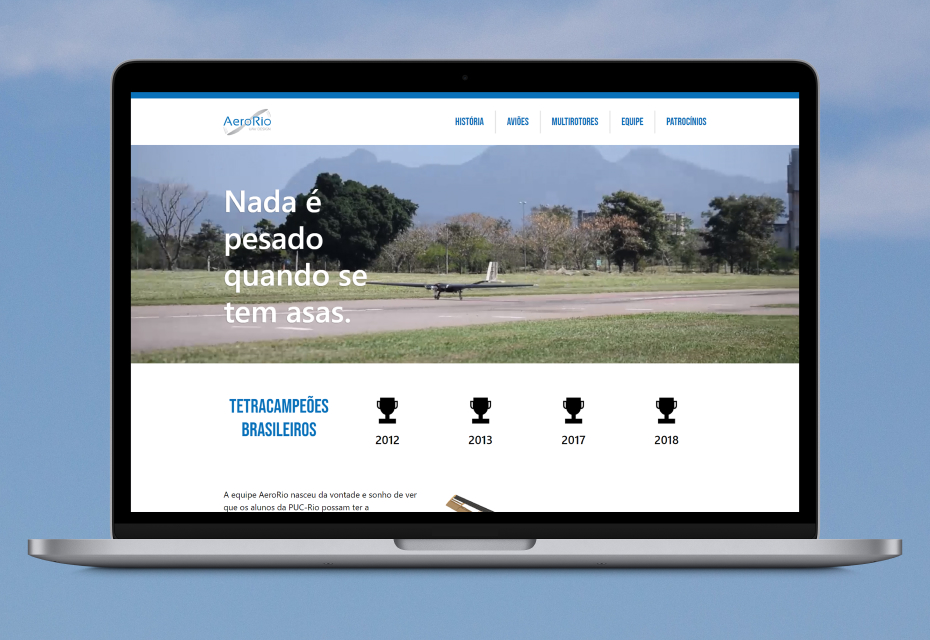 AeroRio
HISTÓRIA
AVIÕES
MULTIROTORES
EQUIPE
PATROCÍNIOS
Nada é
pesado
quando se
tem asas.
TETRACAMPEÕES
BRASILEIROS
2012
2013
2017
2018
A equipe AeroRio nasceu da vontade e sonho de ver
que os alunos da PUC-Rio possam ter a